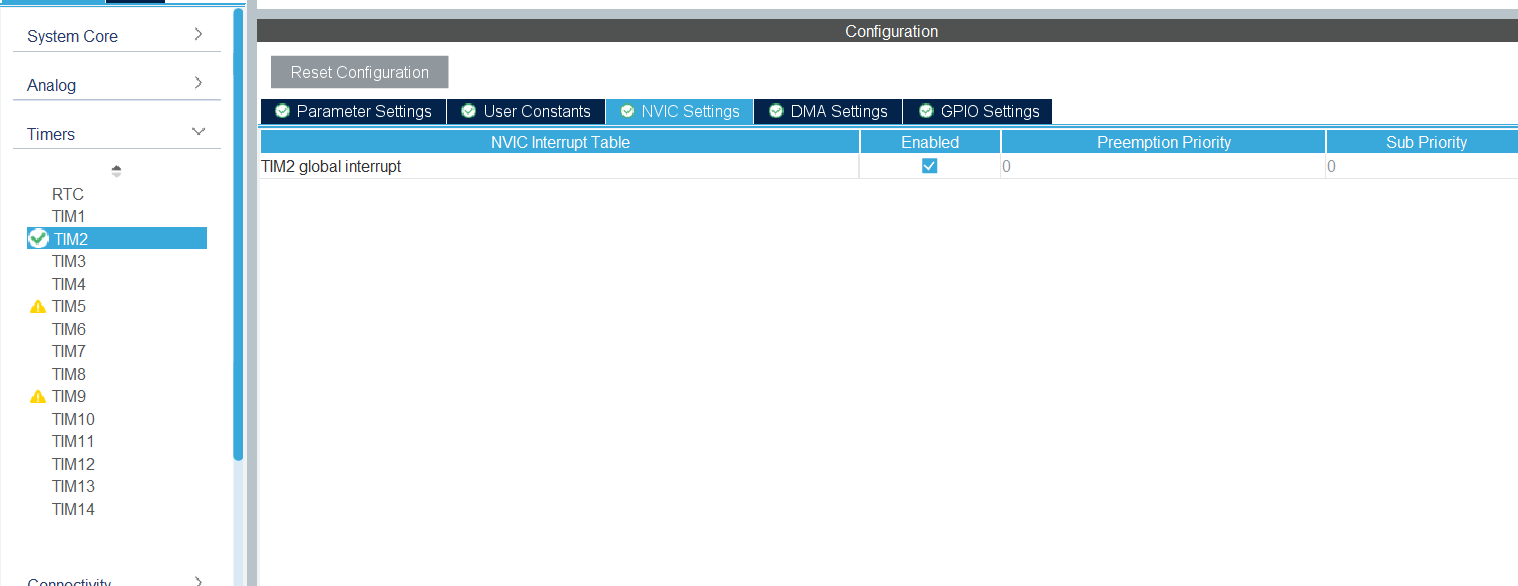 System Core
Analog
Timers
RTC
TIM1
TIM2
TIM3
TIM4
TIM5
TIM6
TIM7
TIM8
TIM9
TIM10
TIM11
TIM12
TIM13
TIM14
Connectivity
Configuration
Reset Configuration
Parameter Settings User Constants NVIC Settings DMA Settings GPIO Settings
NVIC Interrupt Table Enabled Preemption Priority Sub Priority
TIM2 global interrupt 0 0